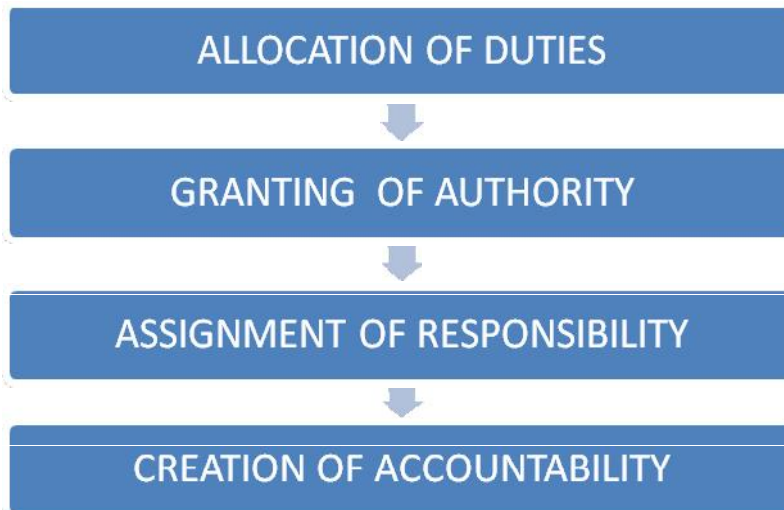 ALLOCATION OF DUTIES
GRANTING OF AUTHORITY
ASSIGNMENT OF RESPONSIBILITY
CREATION OF ACCOUNTABILITY